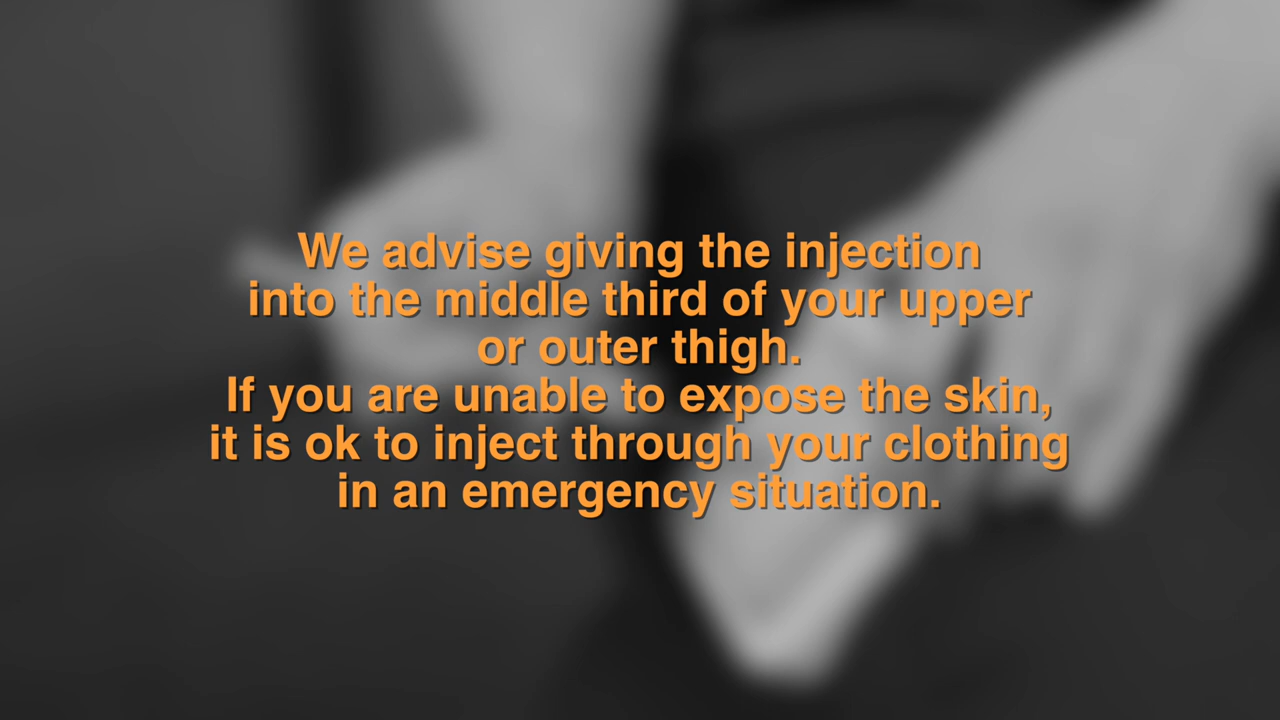 We advise giving the injection
into the middle third of your upper
or outer thigh.
If you are unable to expose the skin,
it is ok to inject through your clothing
in an emergency situation.